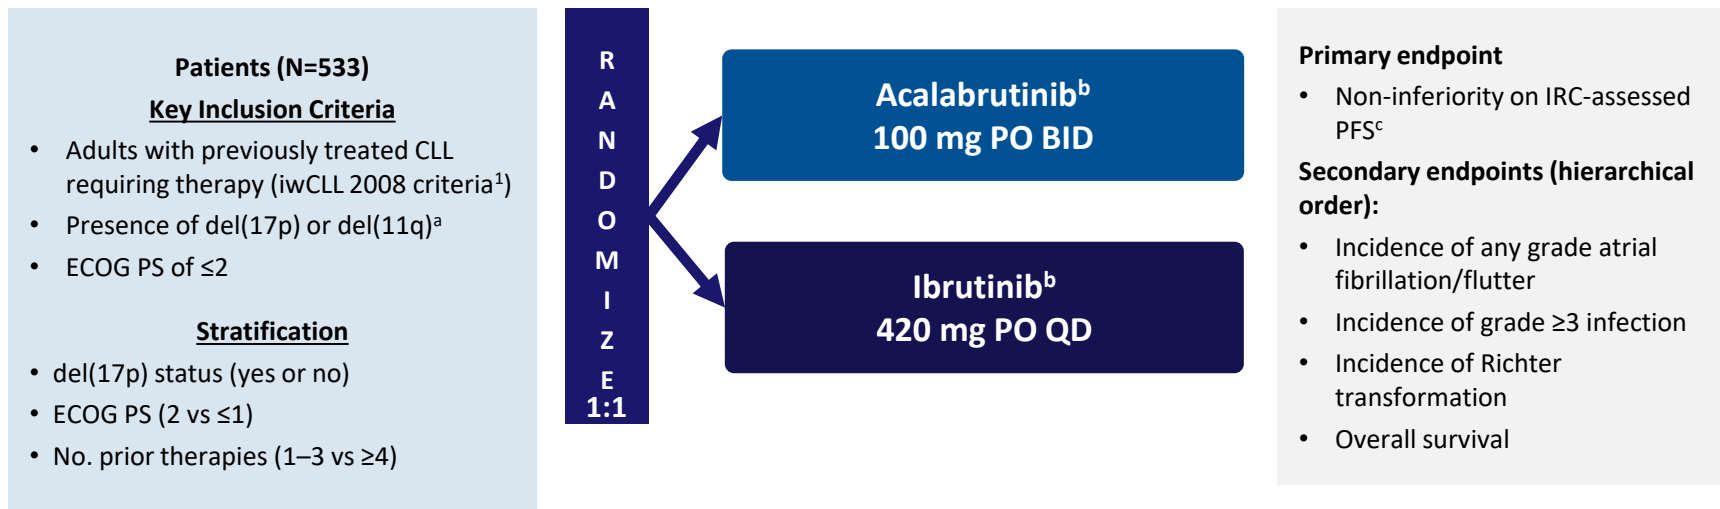 Patients (N=533)
Key Inclusion Criteria
• Adults with previously treated CLL
requiring therapy (iwCLL 2008 criteria¹)
• Presence of del(17p) or del(11q)ᵃ
• ECOG PS of ≤2
Stratification
• del(17p) status (yes or no)
• ECOG PS (2 vs ≤1)
• No. prior therapies (1–3 vs ≥4)
R
A
N
D
O
M
I
Z
E
1:1
Acalabrutinibᵇ
100 mg PO BID
Ibrutinibᵇ
420 mg PO QD
Primary endpoint
• Non-inferiority on IRC-assessed
PFSᶜ
Secondary endpoints (hierarchical
order):
• Incidence of any grade atrial
fibrillation/flutter
• Incidence of grade ≥3 infection
• Incidence of Richter
transformation
• Overall survival